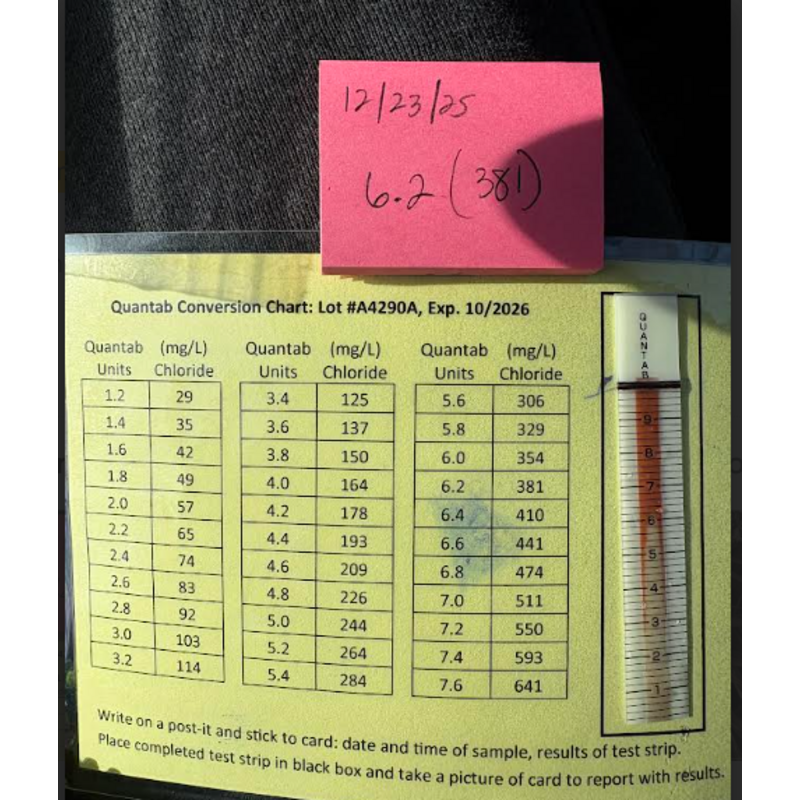 12/23/25
6.2 (381)
Quantab Conversion Chart: Lot #A4290A, Exp. 10/2026
Quantab (mg/L) Quantab (mg/L) Quantab (mg/L)
Units Chloride Units Chloride Units Chloride
1.2 29 3.4 125 5.6 306
1.4 35 3.6 137 5.8 329
1.6 42 3.8 150 6.0 354
1.8 49 4.0 164 6.2 381
2.0 57 4.2 178 6.4 410
2.2 65 4.4 193 6.6 441
2.4 74 4.6 209 6.8 474
2.6 83 4.8 226 7.0 511
2.8 92 5.0 244 7.2 550
3.0 103 5.2 264 7.4 593
3.2 114 5.4 284 7.6 641
QUANTAB
9
8
7
6
5
4
3
2
1
Write on a post-it and stick to card: date and time of sample, results of test strip.
Place completed test strip in black box and take a picture of card to report with results.